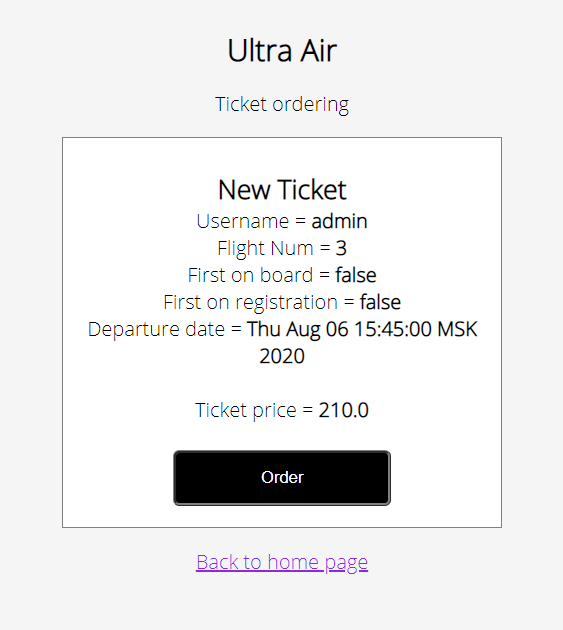 Ultra Air
Ticket ordering
New Ticket
Username = admin
Flight Num = 3
First on board = false
First on registration = false
Departure date = Thu Aug 06 15:45:00 MSK
2020
Ticket price = 210.0
Order
Back to home page